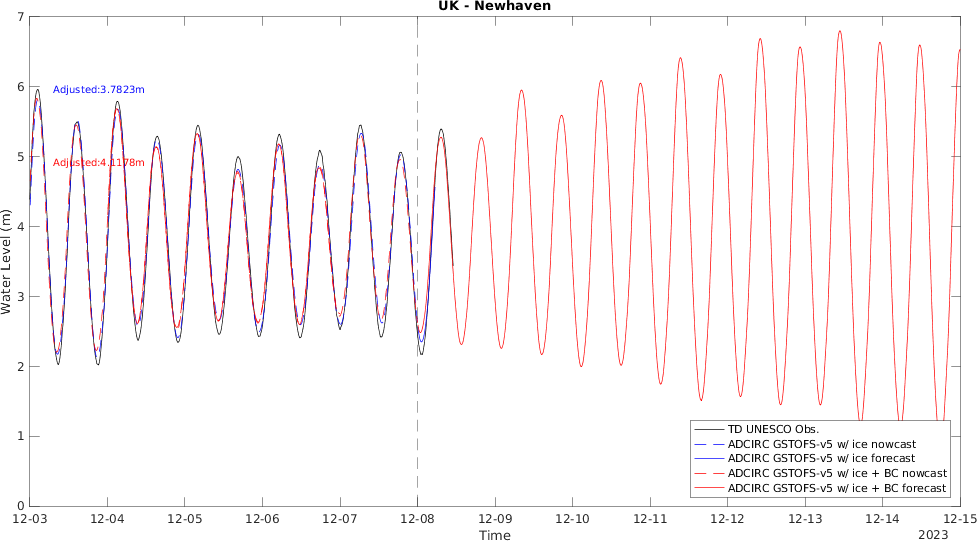 UK - Newhaven
7
6
5
4
3
2
1
0
Water Level (m)
Adjusted:3.7823m
Adjusted:4.1178m
TD UNESCO Obs.
ADCIRC GSTOFS-v5 w/ ice nowcast
ADCIRC GSTOFS-v5 w/ ice forecast
ADCIRC GSTOFS-v5 w/ ice + BC nowcast
ADCIRC GSTOFS-v5 w/ ice + BC forecast
12-03 12-04 12-05 12-06 12-07 12-08 12-09 12-10 12-11 12-12 12-13 12-14 12-15
Time
2023